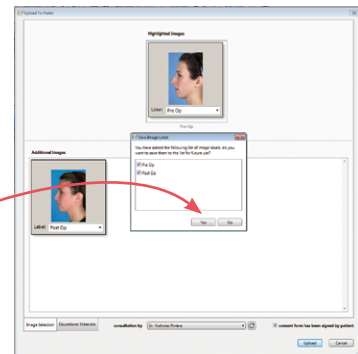 Upload To Portal
Highlighted Images
Label: Pre Op
Pre Op
Save Image Label
You have added the following list of image labels, do you
want to save them to the list for future use?
Pre Op
Post Op
Yes No
Additional Images
Label: Post Op
Image Selection Educational Materials consultation by Dr. Nicholas Riviera consent form has been signed by patient
Upload Cancel